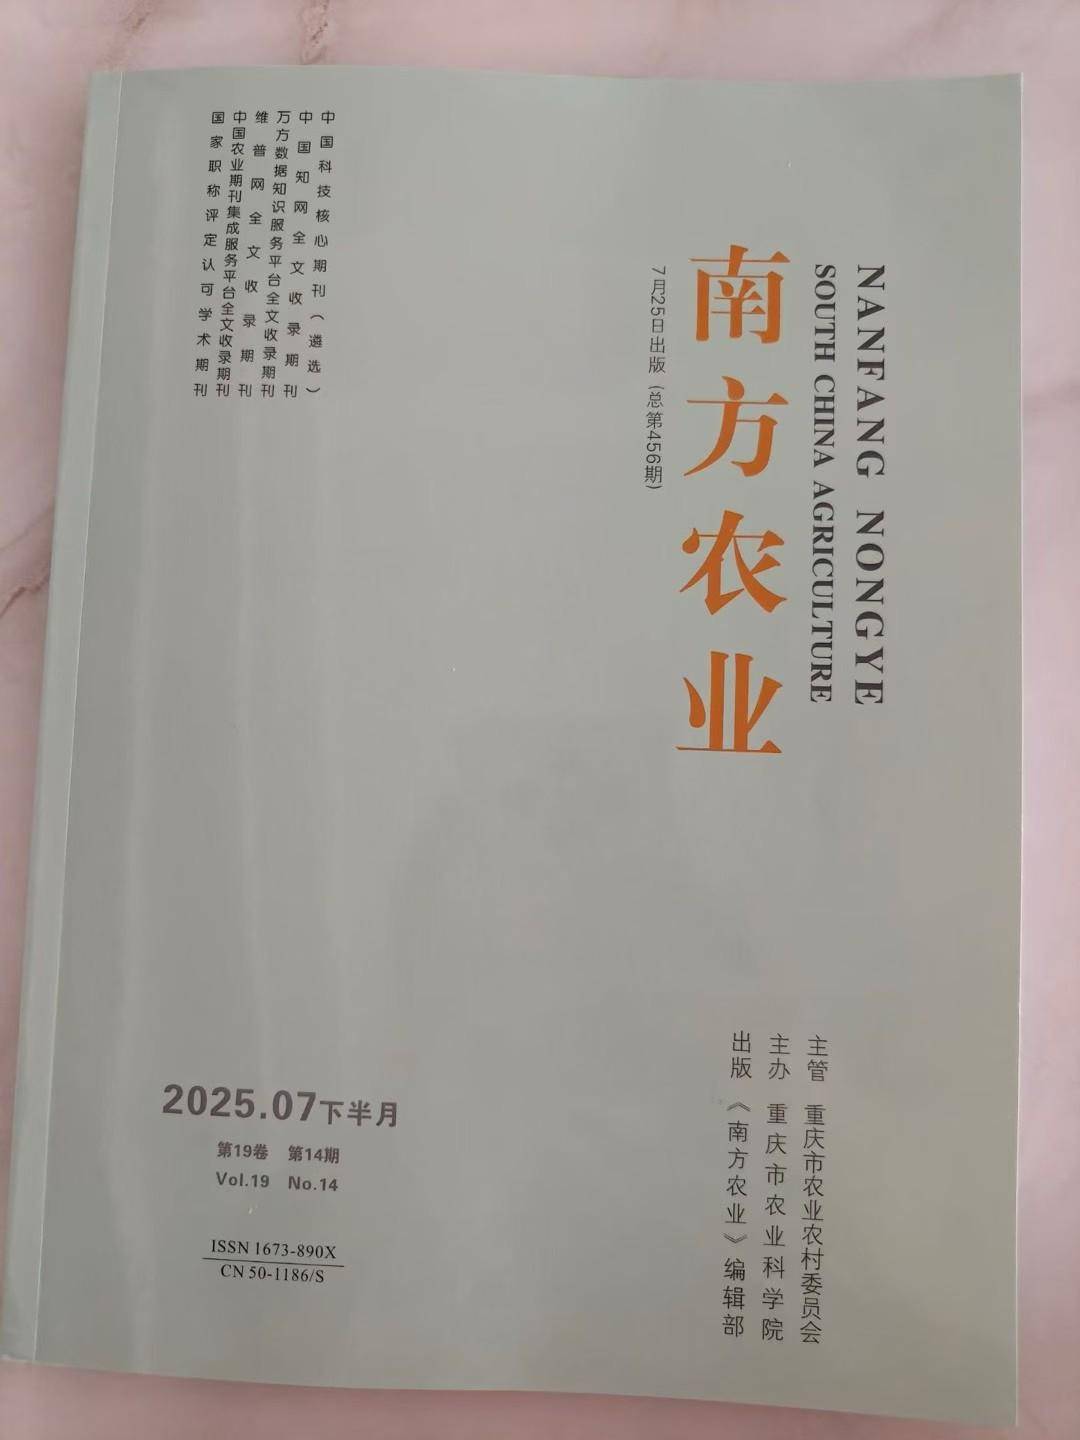 NANFANG NONGYE
SOUTH CHINA AGRICULTURE
南方农业
7月25日出版(总第456期)
中国科技核心期刊(遴选)
中国知网全文收录期刊
万方数据知识服务平台全文收录期刊
维普网全文收录期刊
中国农业期刊集成服务平台全文收录期刊
国家职称评定认可学术期刊
主管 重庆市农业农村委员会
主办 重庆市农业科学院
出版 《南方农业》编辑部
2025.07下半月
第19卷 第14期
Vol.19 No.14
ISSN 1673-890X
CN 50-1186/S